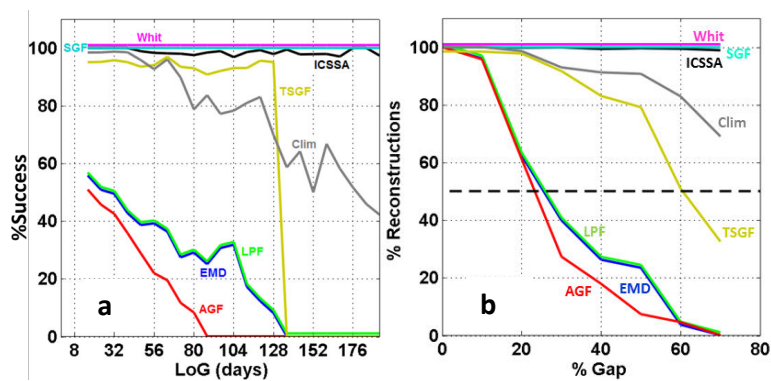 SGF
Whit
100
ICSSA
80
TSGF
Clim
60
40
LPF
20
EMD
AGF
a
0
8 32 56 80 104 128 152 176
LoG (days)
%Success
Whit
100
SGF
ICSSA
80
Clim
60
40
LPF
TSGF
20
AGF
EMD
b
0
0 20 40 60 80
% Gap
% Reconstructions